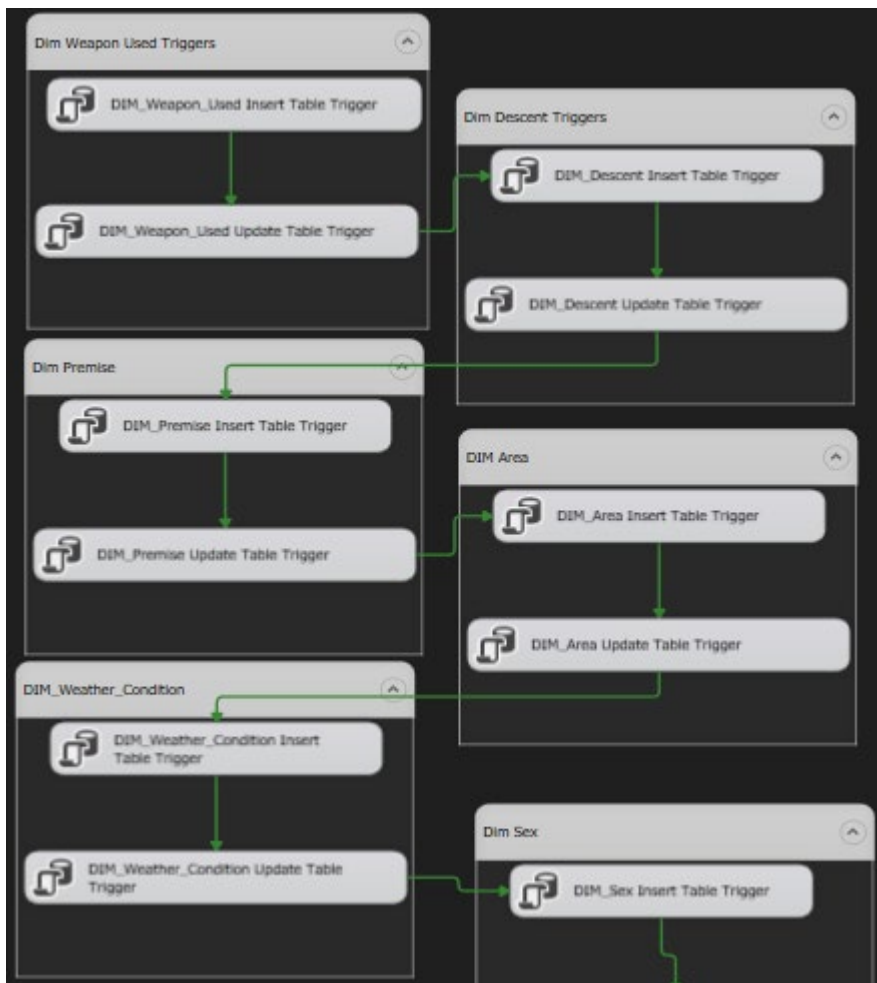 Dim Weapon Used Triggers
DIM_Weapon_Used Insert Table Trigger
DIM_Weapon_Used Update Table Trigger
Dim Descent Triggers
DIM_Descent Insert Table Trigger
DIM_Descent Update Table Trigger
Dim Premise
DIM_Premise Insert Table Trigger
DIM_Premise Update Table Trigger
DIM Area
DIM_Area Insert Table Trigger
DIM_Area Update Table Trigger
DIM_Weather_Condition
DIM_Weather_Condition Insert
Table Trigger
DIM_Weather_Condition Update Table
Trigger
Dim Sex
DIM_Sex Insert Table Trigger